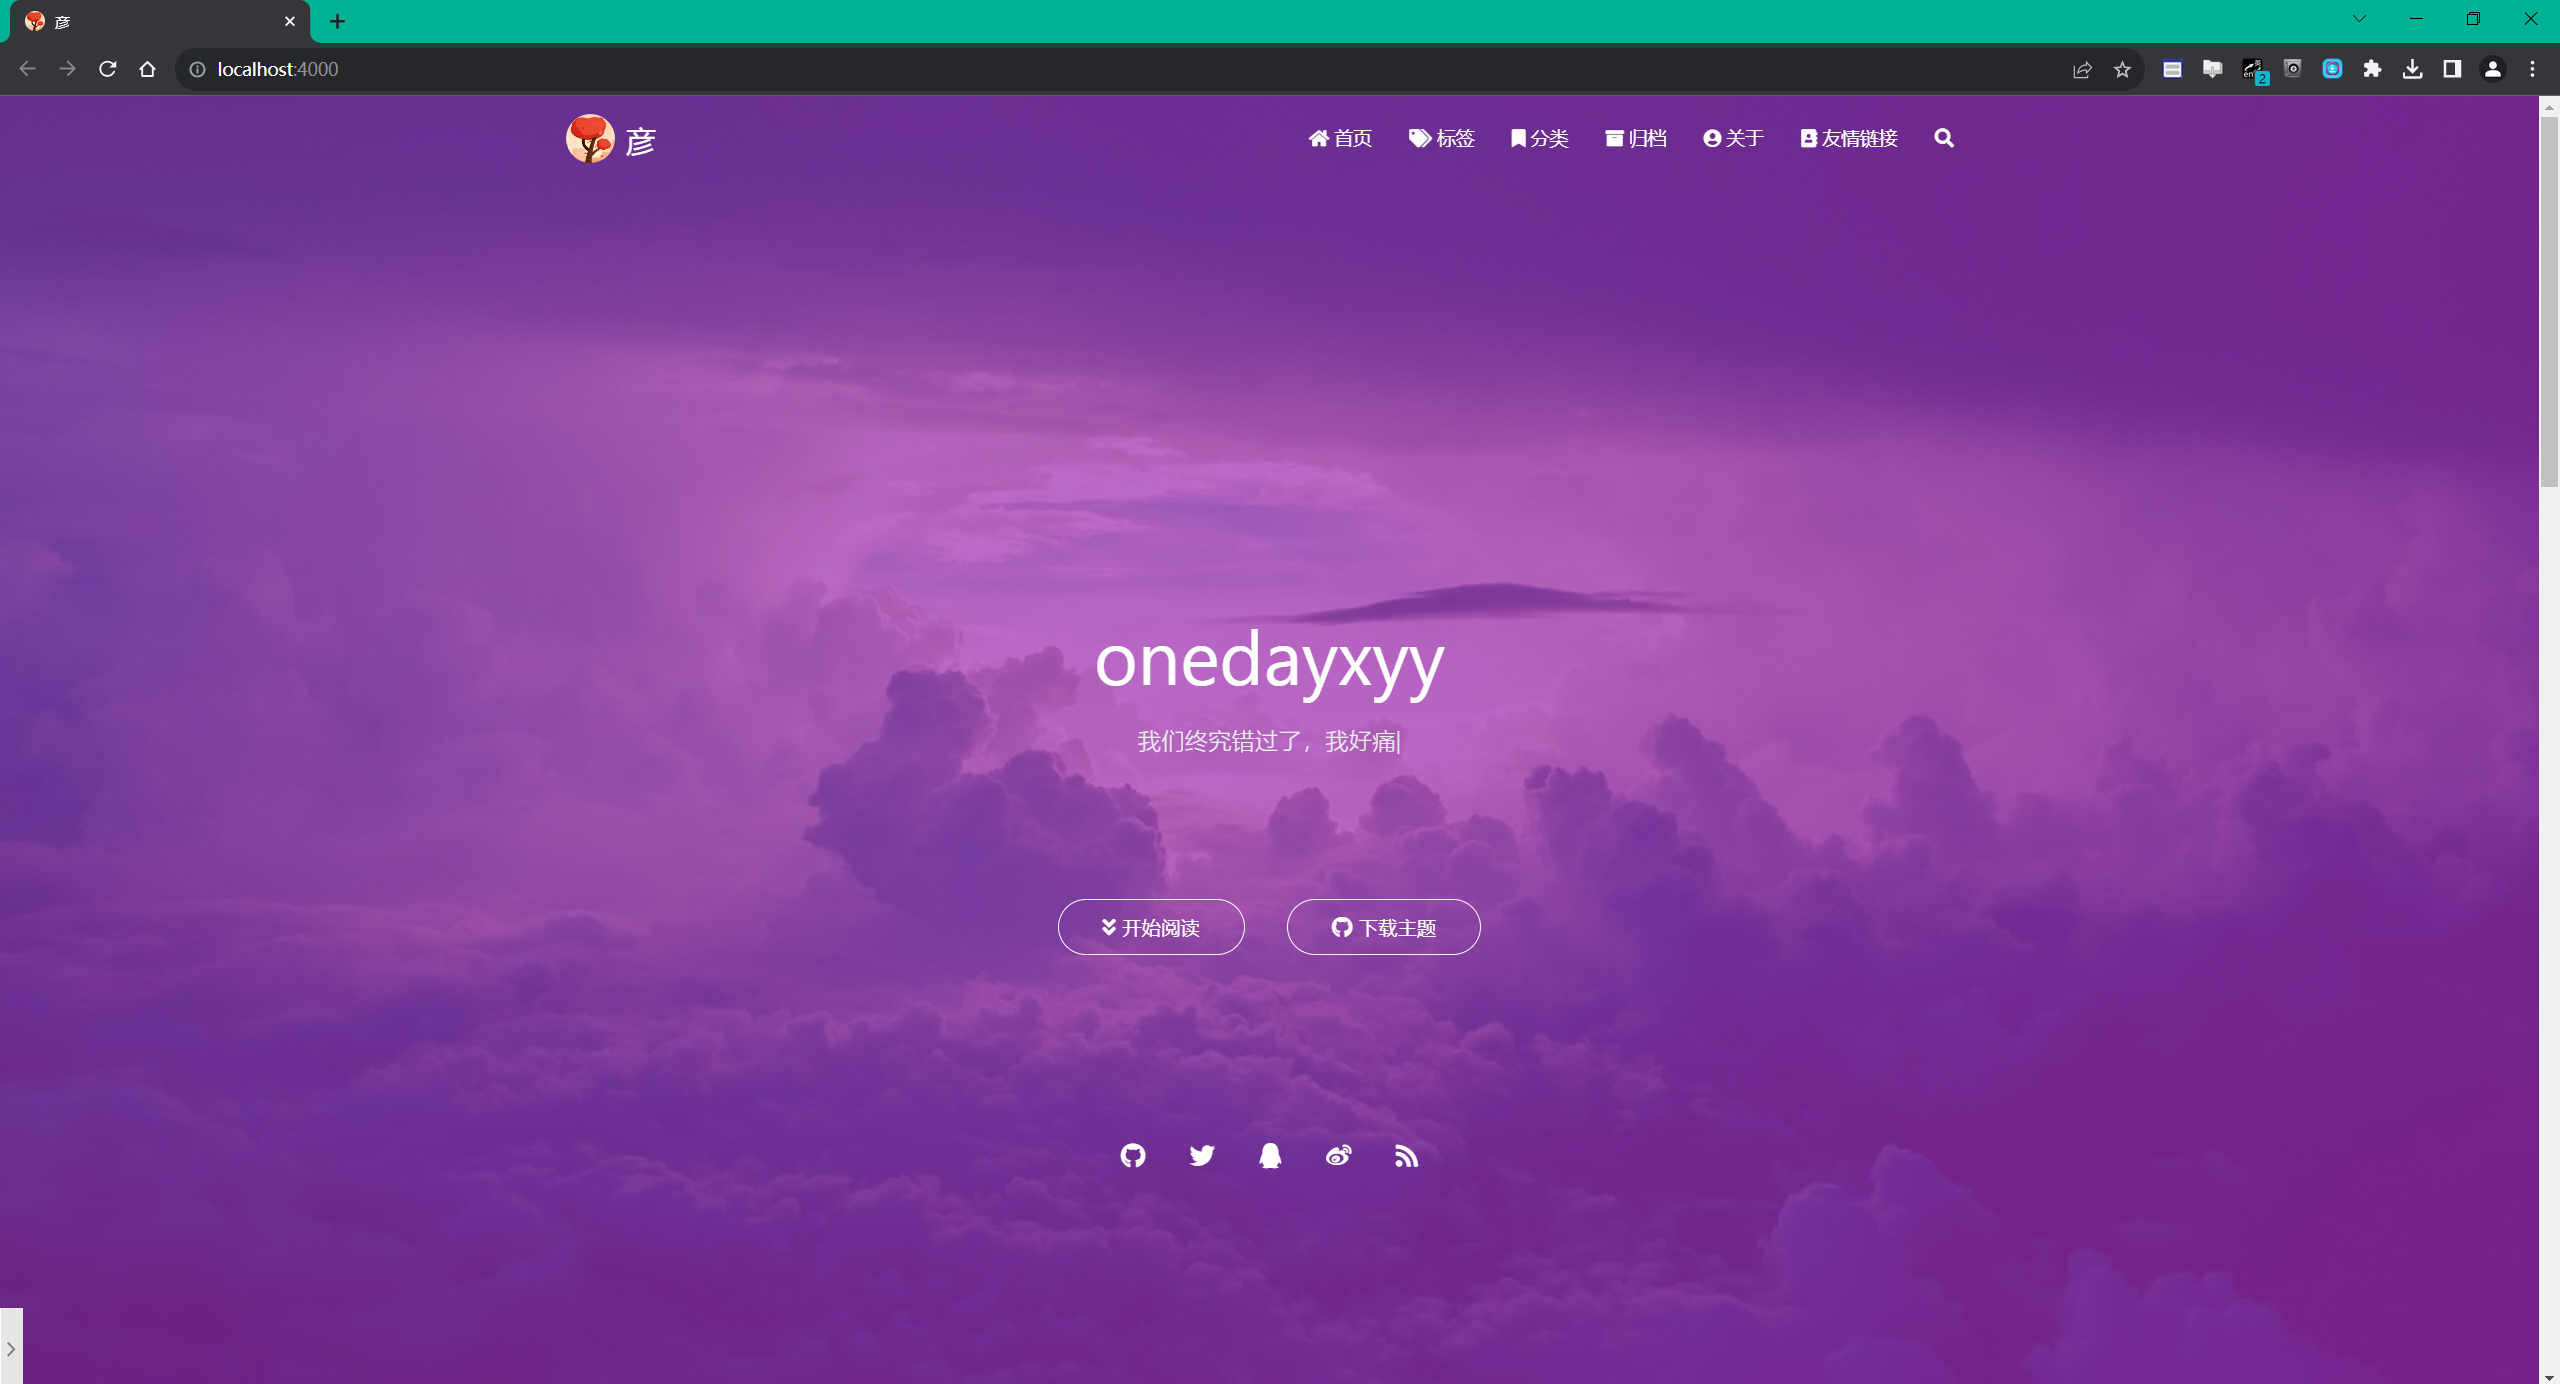 彦
localhost:4000
2
彦
首页 标签 分类 归档 关于 友情链接
onedayxyy
我们终究错过了，我好痛|
开始阅读 下载主题